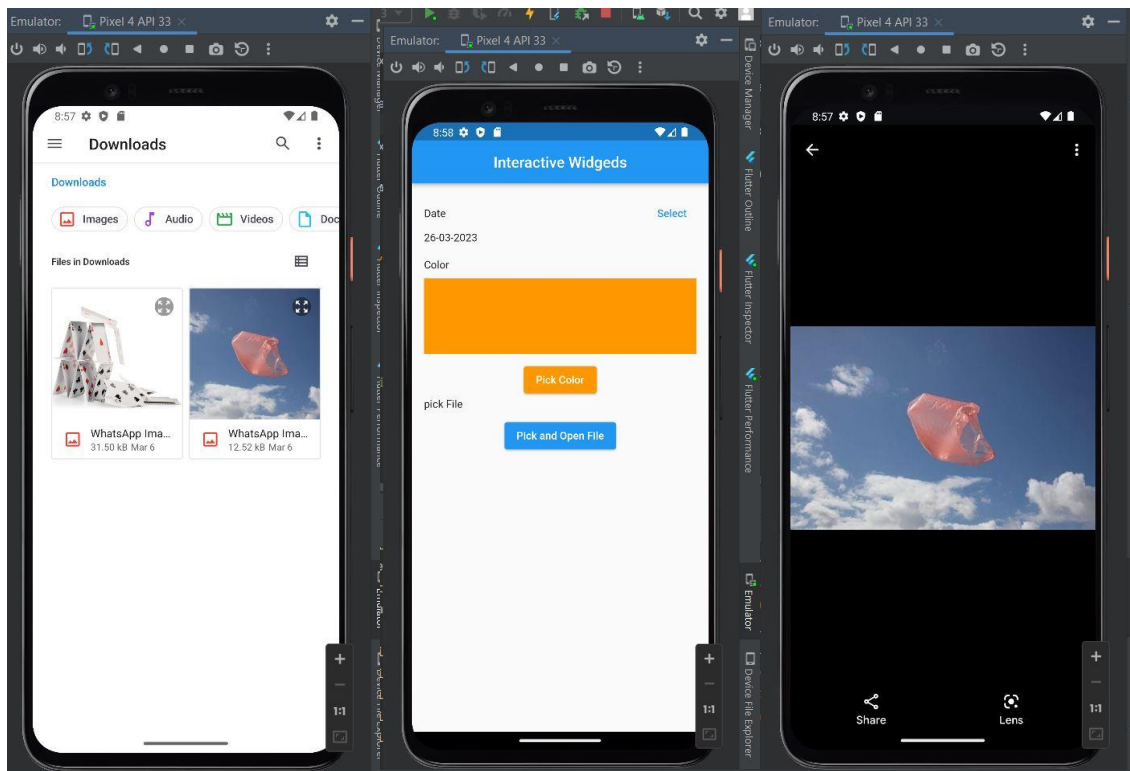 Emulator:
Pixel 4 API 33
8:57
Downloads
Downloads
Images
Audio
Videos
Doc
Files in Downloads
WhatsApp Ima...
31.50 kB Mar 6
WhatsApp Ima...
12.52 kB Mar 6
1:1
Emulator:
Pixel 4 API 33
8:58
Interactive Widgeds
Date
Select
26-03-2023
Color
Pick Color
pick File
Pick and Open File
1:1
Device Manager
Flutter Outline
Flutter Inspector
Flutter Performance
Emulator
Device File Explorer
Emulator:
Pixel 4 API 33
8:57
Share
Lens
1:1